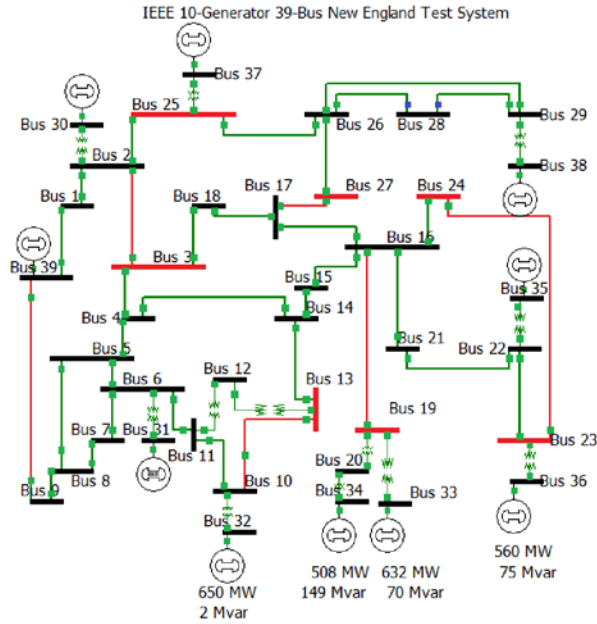 IEEE 10-Generator 39-Bus New England Test System
Bus 37
Bus 25
Bus 30
Bus 26
Bus 28
Bus 29
Bus 2
Bus 38
Bus 17
Bus 27
Bus 24
Bus 18
Bus 1
Bus 16
Bus 39
Bus 3
Bus 15
Bus 35
Bus 4
Bus 14
Bus 21
Bus 22
Bus 5
Bus 6
Bus 12
Bus 13
Bus 19
Bus 7
Bus 31
Bus 11
Bus 23
Bus 20
Bus 8
Bus 10
Bus 9
Bus 34
Bus 33
Bus 36
Bus 32
560 MW
75 Mvar
508 MW
149 Mvar
632 MW
70 Mvar
650 MW
2 Mvar